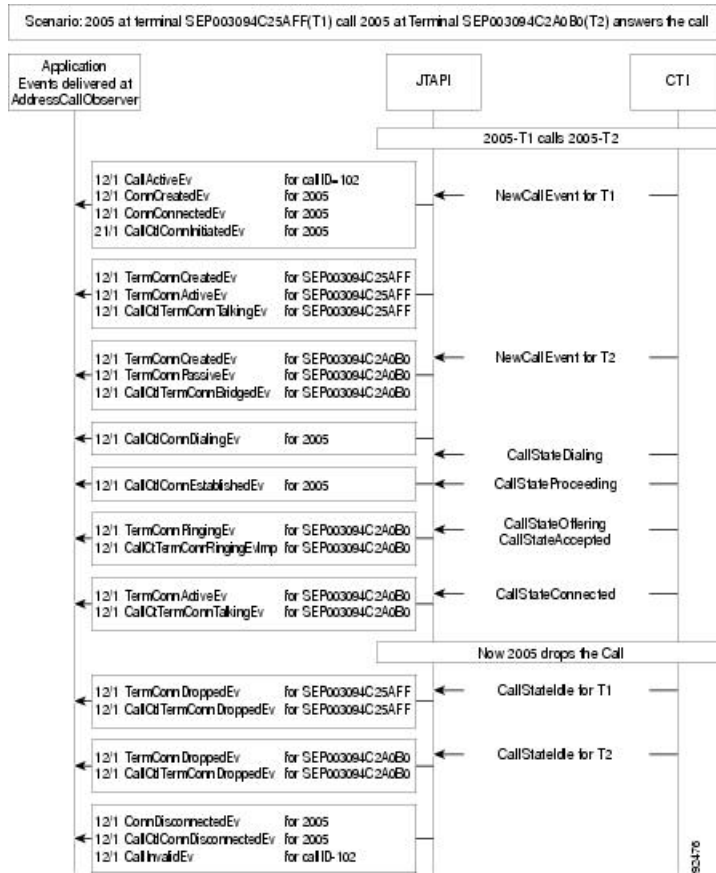 Scenario: 2005 at terminal SEP003094C25AFF(T1) call 2005 at Terminal SEP003094C2A0B0(T2) answers the call
Application
Events delivered at
AddressCallObserver
JTAPI
CTI
2005-T1 calls 2005-T2
12/1 CallActiveEv for callID=102
12/1 ConnCreatedEv for 2005
12/1 ConnConnectedEv for 2005
21/1 CallCtlConnInitiatedEv for 2005
NewCallEvent for T1
12/1 TermConnCreatedEv for SEP003094C25AFF
12/1 TermConnActiveEv for SEP003094C25AFF
12/1 CallCtlTermConnTalkingEv for SEP003094C25AFF
12/1 TermConnCreatedEv for SEP003094C2A0B0
12/1 TermConnPassiveEv for SEP003094C2A0B0
12/1 CallCtlTermConnBridgedEv for SEP003094C2A0B0
NewCallEvent for T2
12/1 CallCtlConnDialingEv for 2005
CallStateDialing
12/1 CallCtlConnEstablishedEv for 2005
CallStateProceeding
12/1 TermConnRingingEv for SEP003094C2A0B0
12/1 CallCtTermConnRingingEvImp for SEP003094C2A0B0
CallStateOffering
CallStateAccepted
12/1 TermConnActiveEv for SEP003094C2A0B0
12/1 CallCtTermConnTalkingEv for SEP003094C2A0B0
CallStateConnected
Now 2005 drops the Call
12/1 TermConnDroppedEv for SEP003094C25AFF
12/1 CallCtlTermConnDroppedEv for SEP003094C25AFF
CallStateIdle for T1
12/1 TermConnDroppedEv for SEP003094C2A0B0
12/1 CallCtlTermConnDroppedEv for SEP003094C2A0B0
CallStateIdle for T2
12/1 ConnDisconnectedEv for 2005
12/1 CallCtlConnDisconnectedEv for 2005
12/1 CallInvalidEv for callID-102
92476